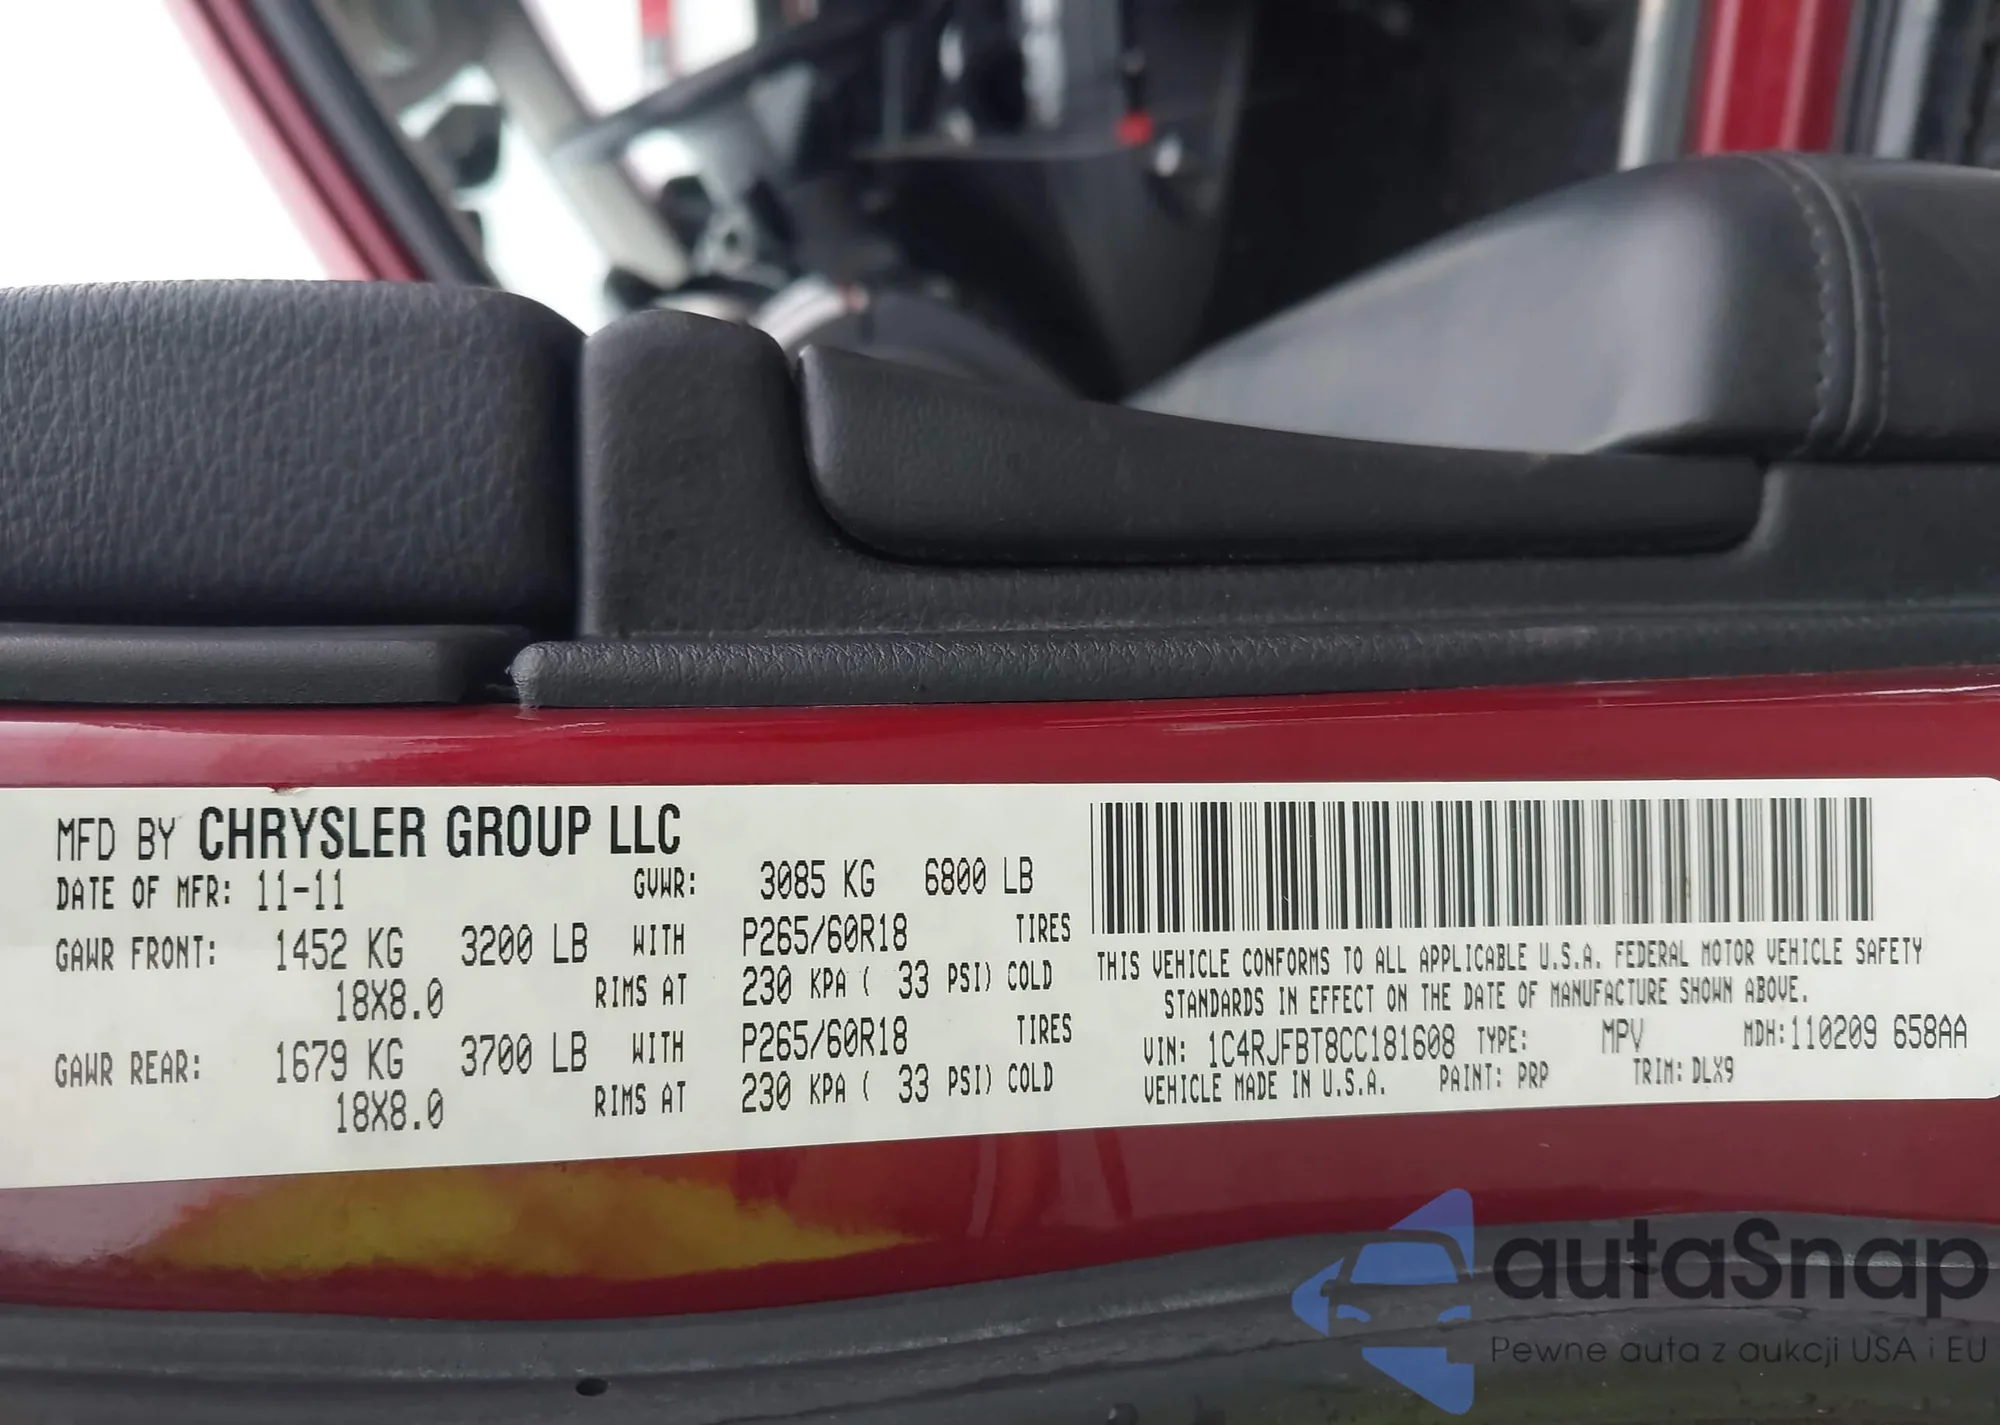 MFD BY CHRYSLER GROUP LLC
DATE OF MFR: 11-11 GVWR: 3085 KG 6800 LB
GAWR FRONT: 1452 KG 3200 LB WITH P265/60R18 TIRES
18X8.0 RIMS AT 230 KPA ( 33 PSI) COLD
GAWR REAR: 1679 KG 3700 LB WITH P265/60R18 TIRES
18X8.0 RIMS AT 230 KPA ( 33 PSI) COLD
THIS VEHICLE CONFORMS TO ALL APPLICABLE U.S.A. FEDERAL MOTOR VEHICLE SAFETY
STANDARDS IN EFFECT ON THE DATE OF MANUFACTURE SHOWN ABOVE.
VIN: 1C4RJFBT8CC181608 TYPE: MPV MDH:110209 658AA
VEHICLE MADE IN U.S.A. PAINT: PRP TRIM:DLX9
autaSnap
Pewne auta z aukcji USA i EU